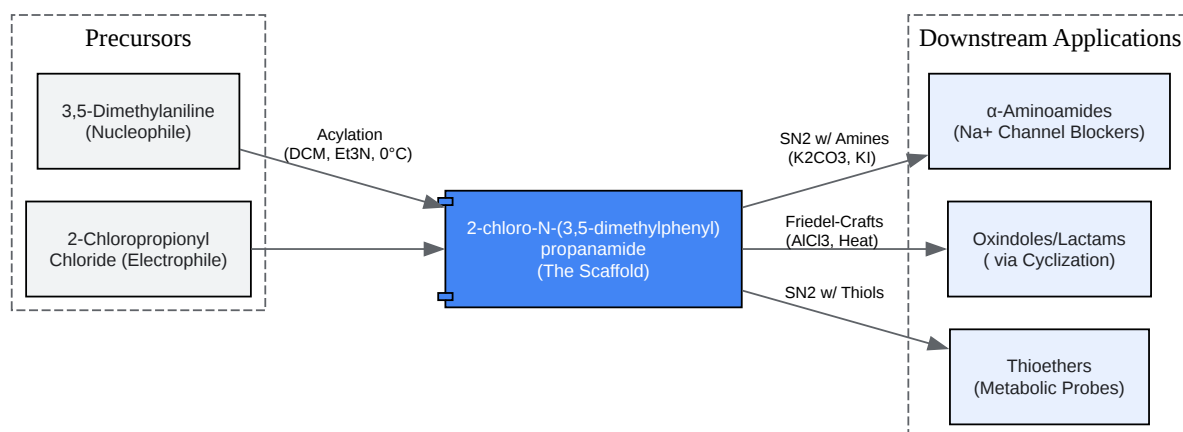 Precursors
3,5-Dimethylaniline
(Nucleophile)
2-Chloropropionyl
Chloride (Electrophile)
Acylation
(DCM, Et3N, 0°C)
2-chloro-N-(3,5-dimethylphenyl)
propanamide
(The Scaffold)
SN2 w/ Amines
(K2CO3, KI)
Friedel-Crafts
(AlCl3, Heat)
SN2 w/ Thiols
Downstream Applications
α-Aminoamides
(Na+ Channel Blockers)
Oxindoles/Lactams
( via Cyclization)
Thioethers
(Metabolic Probes)